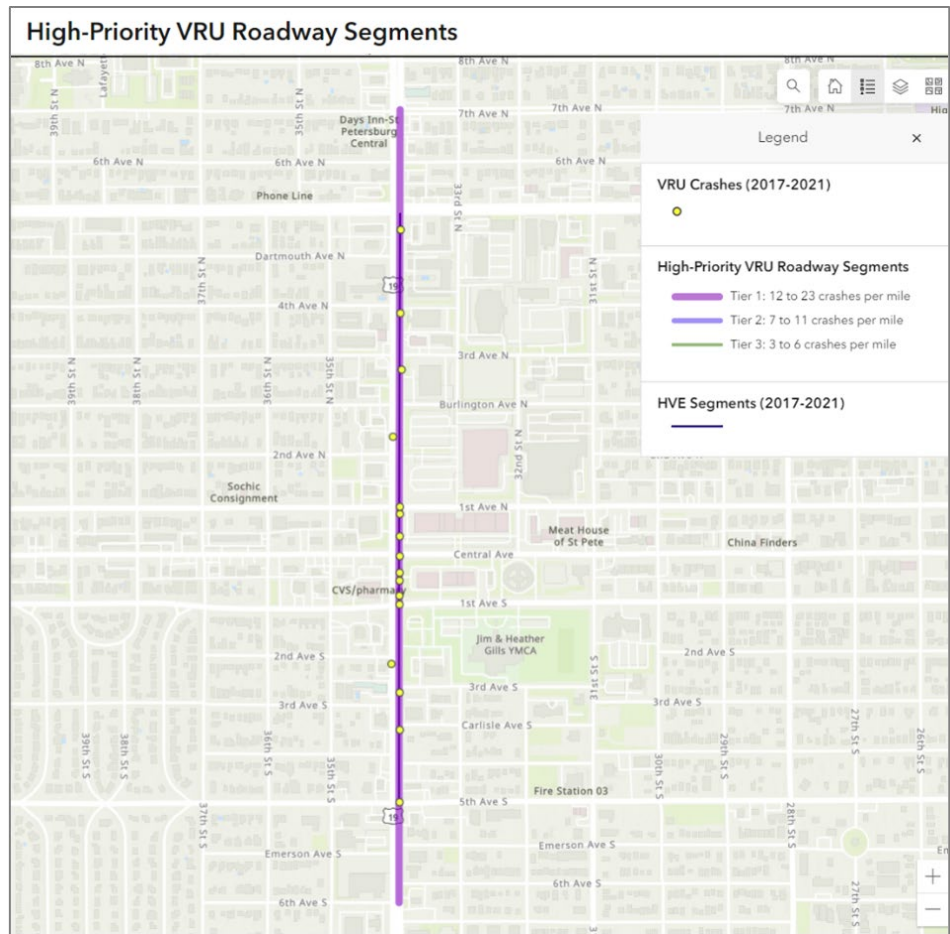 High-Priority VRU Roadway Segments
8th Ave N
8th Ave N
8th Ave N
39th St N
35th St N
7th Ave N
7th Ave N
7th Ave N
Days Inn-St
Petersburg
Central
6th Ave N
6th Ave N
6th Ave N
Phone Line
33rd St N
Dartmouth Ave N
37th St N
31st St N
19
4th Ave N
3rd Ave N
39th St N
38th St N
36th St N
35th St N
Burlington Ave N
32nd St N
2nd Ave N
Sochic
Consignment
1st Ave N
Meat House
of St Pete
China Finders
Central Ave
CVS/pharmacy
1st Ave S
Jim & Heather
Gills YMCA
2nd Ave S
2nd Ave S
31st St S
3rd Ave S
3rd Ave S
3rd Ave S
Carlisle Ave S
39th St S
38th St S
36th St S
35th St S
30th St S
29th St S
27th St S
26th St S
Fire Station 03
5th Ave S
19
37th St S
28th St S
Emerson Ave S
Emerson Ave S
6th Ave S
6th Ave S
27th St S
Legend
×
VRU Crashes (2017-2021)
High-Priority VRU Roadway Segments
Tier 1: 12 to 23 crashes per mile
Tier 2: 7 to 11 crashes per mile
Tier 3: 3 to 6 crashes per mile
HVE Segments (2017-2021)
+
−